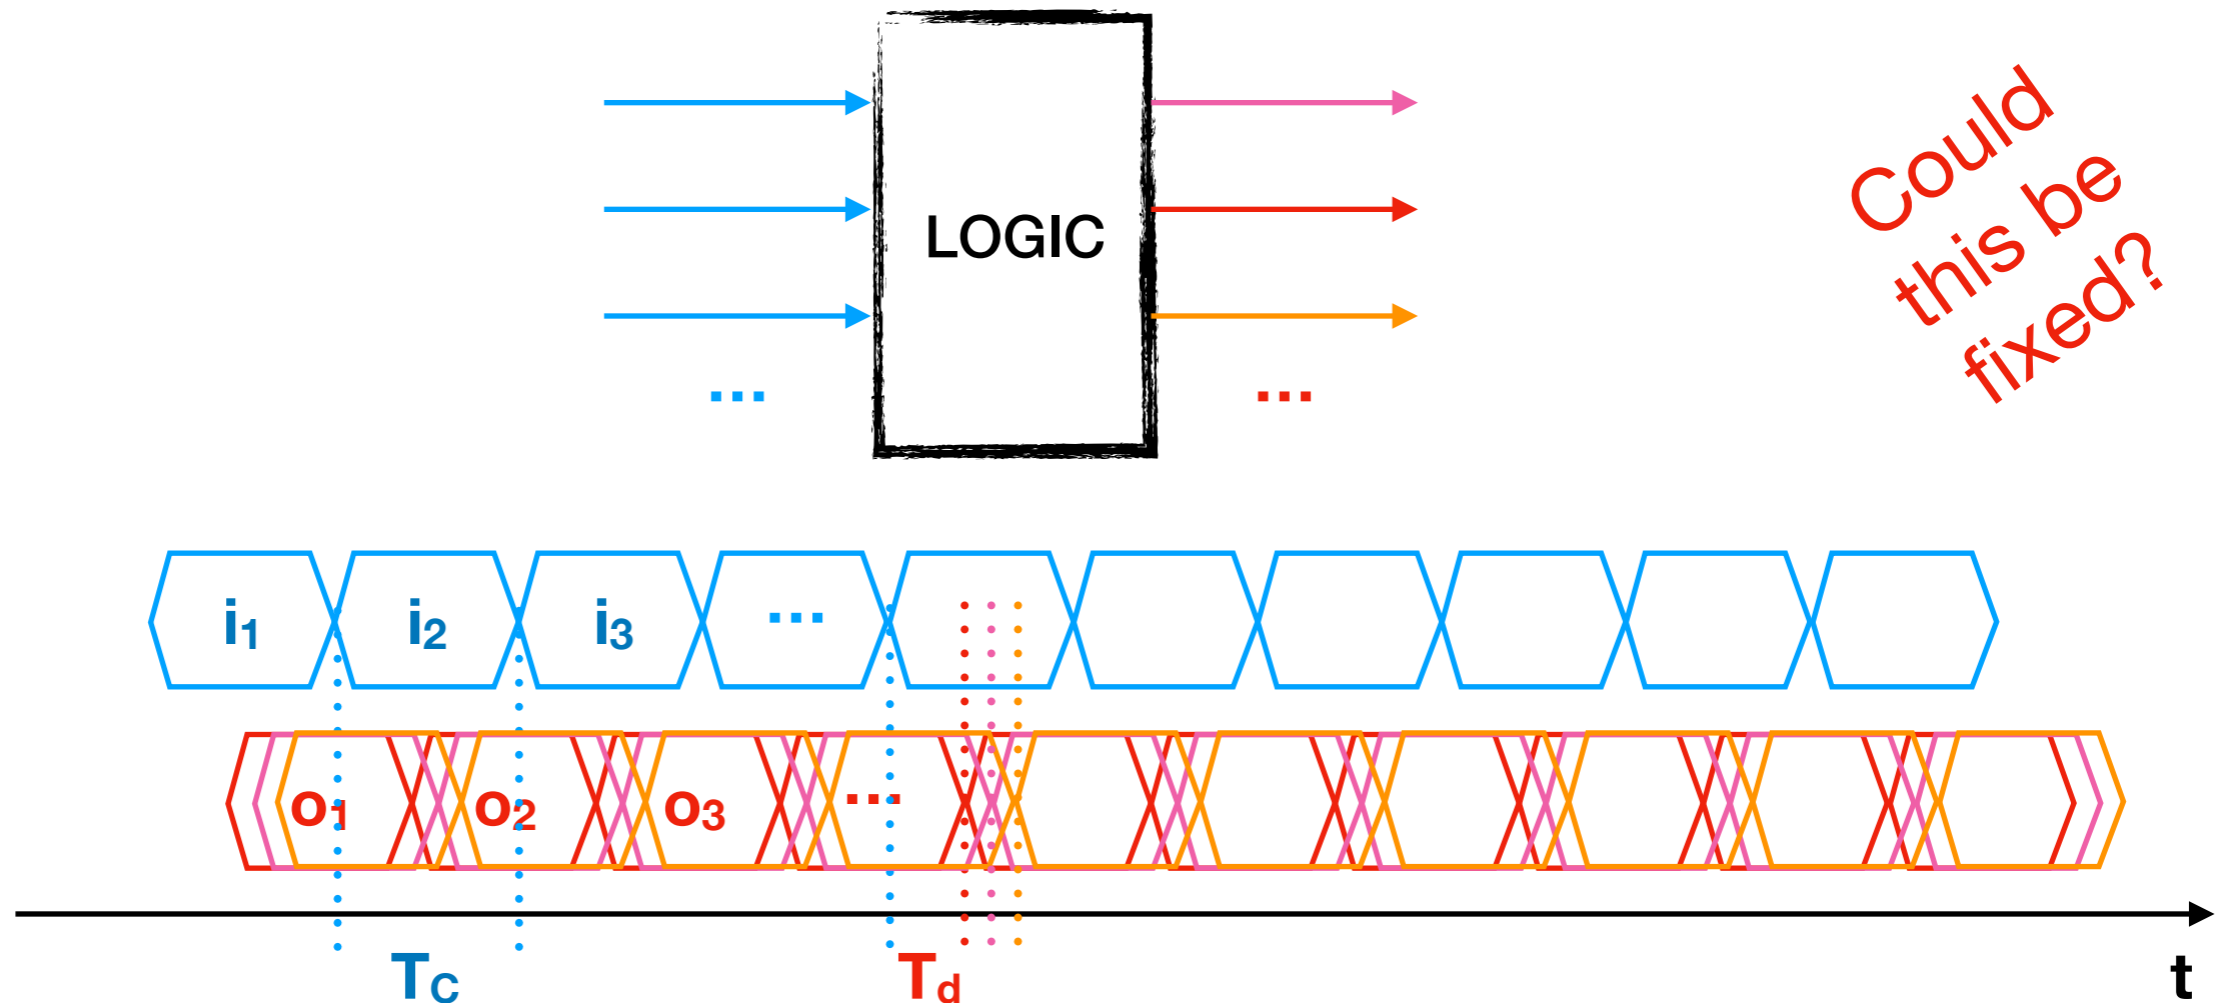 LOGIC
Could
this be
fixed?
...
...
i1
i2
i3
...
o1
o2
o3
...
TC
Td
t